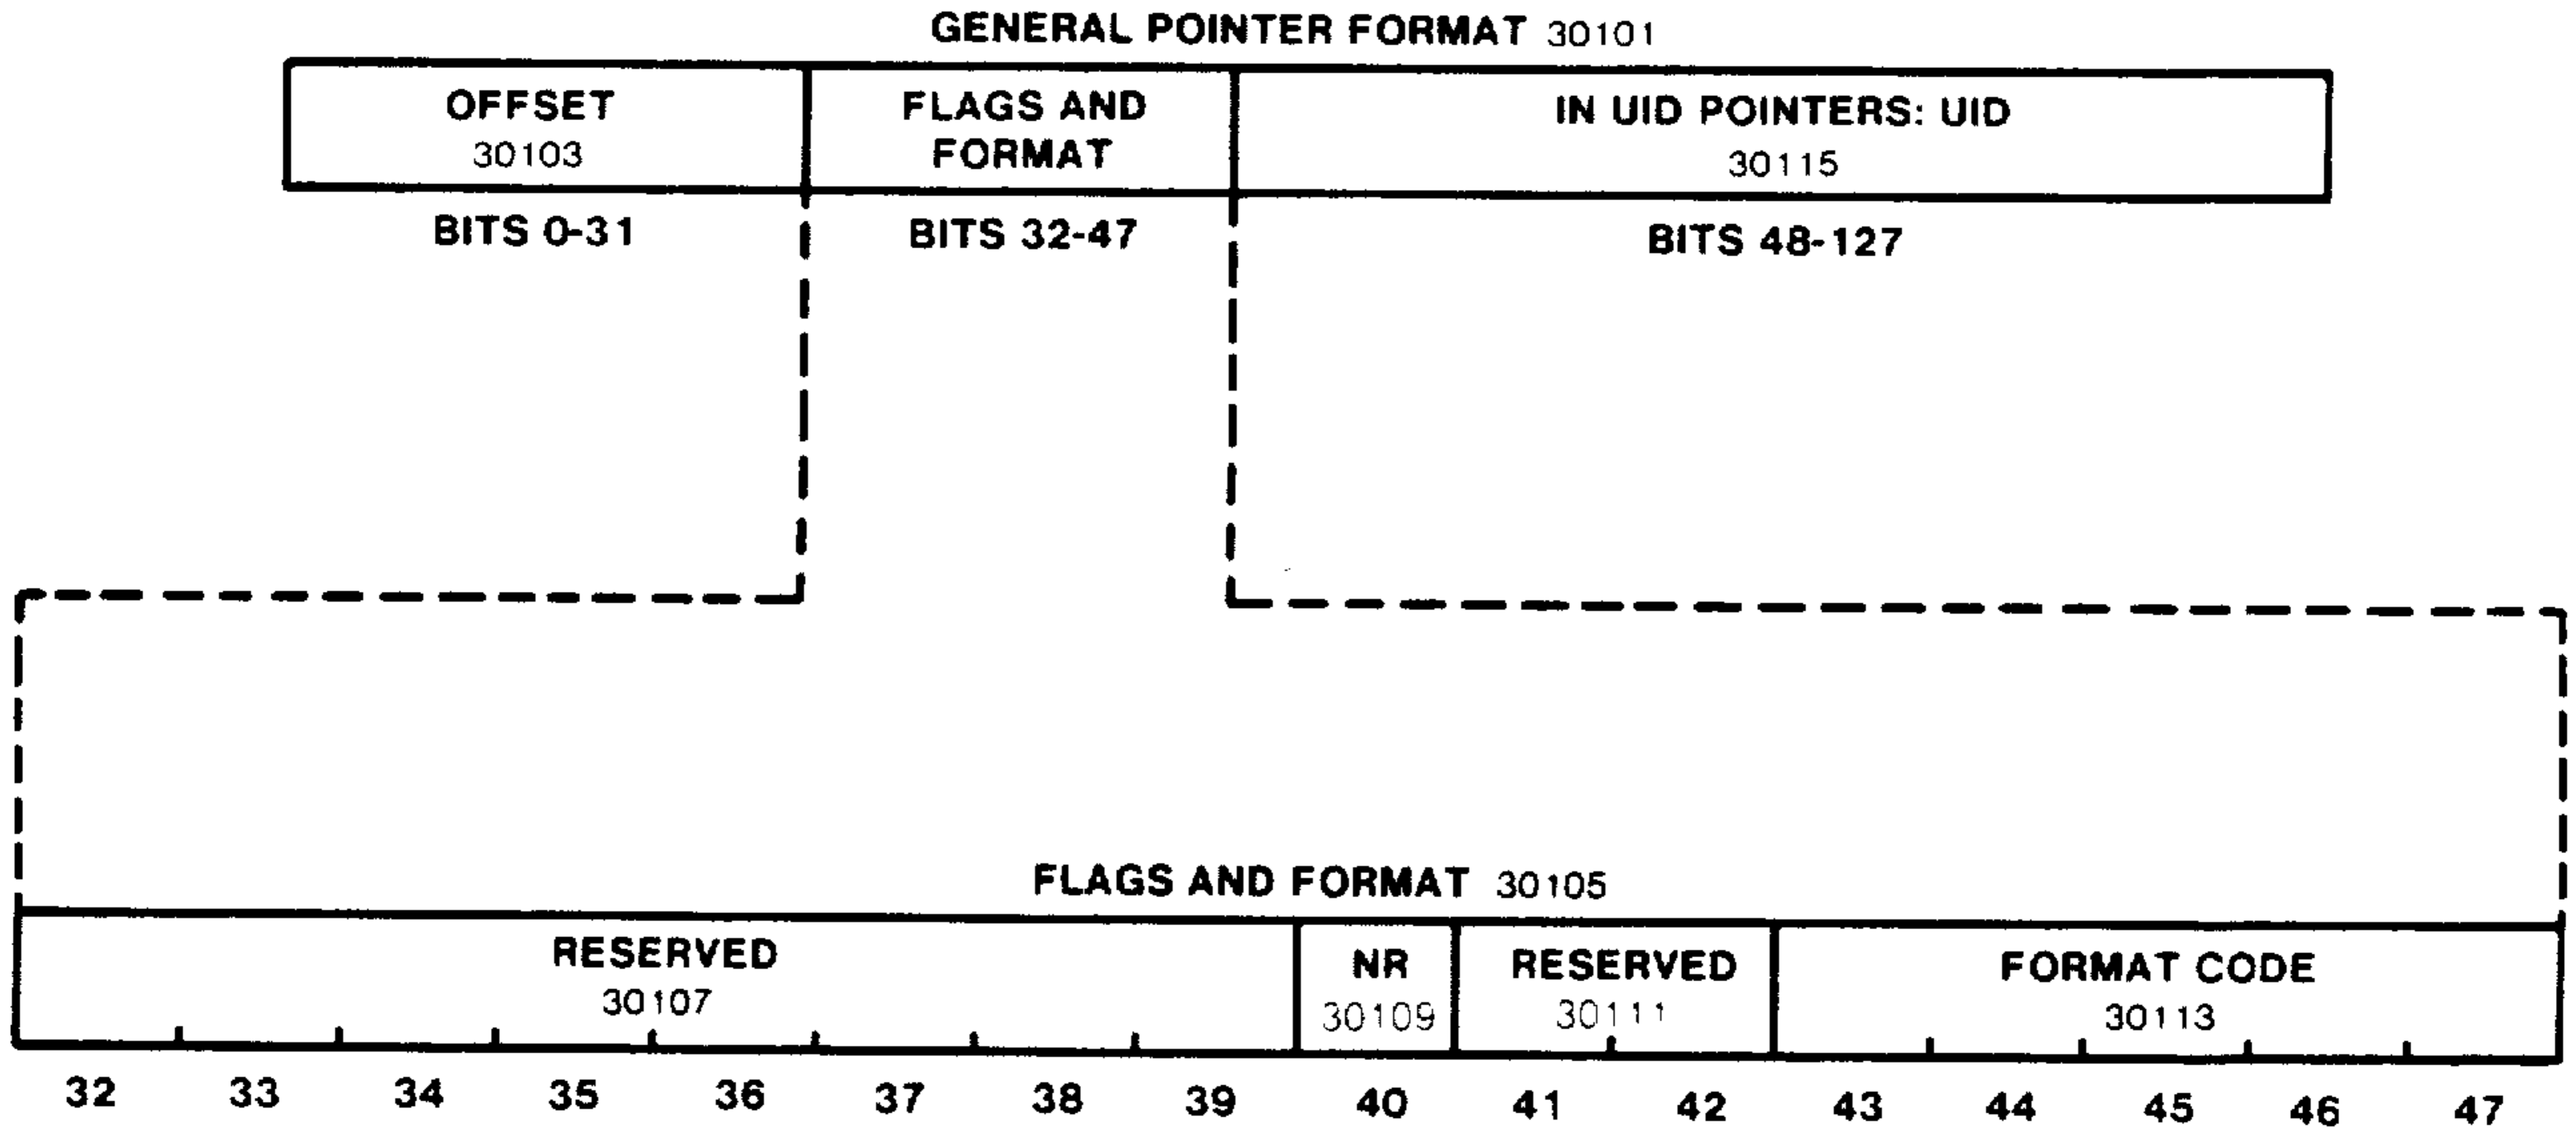 GENERAL POINTER FORMAT 30101
OFFSET
30103
FLAGS AND
FORMAT
IN UID POINTERS: UID
30115
BITS 0-31
BITS 32-47
BITS 48-127
FLAGS AND FORMAT 30105
RESERVED
30107
NR
30109
RESERVED
30111
FORMAT CODE
30113
32 33 34 35 36 37 38 39 40 41 42 43 44 45 46 47